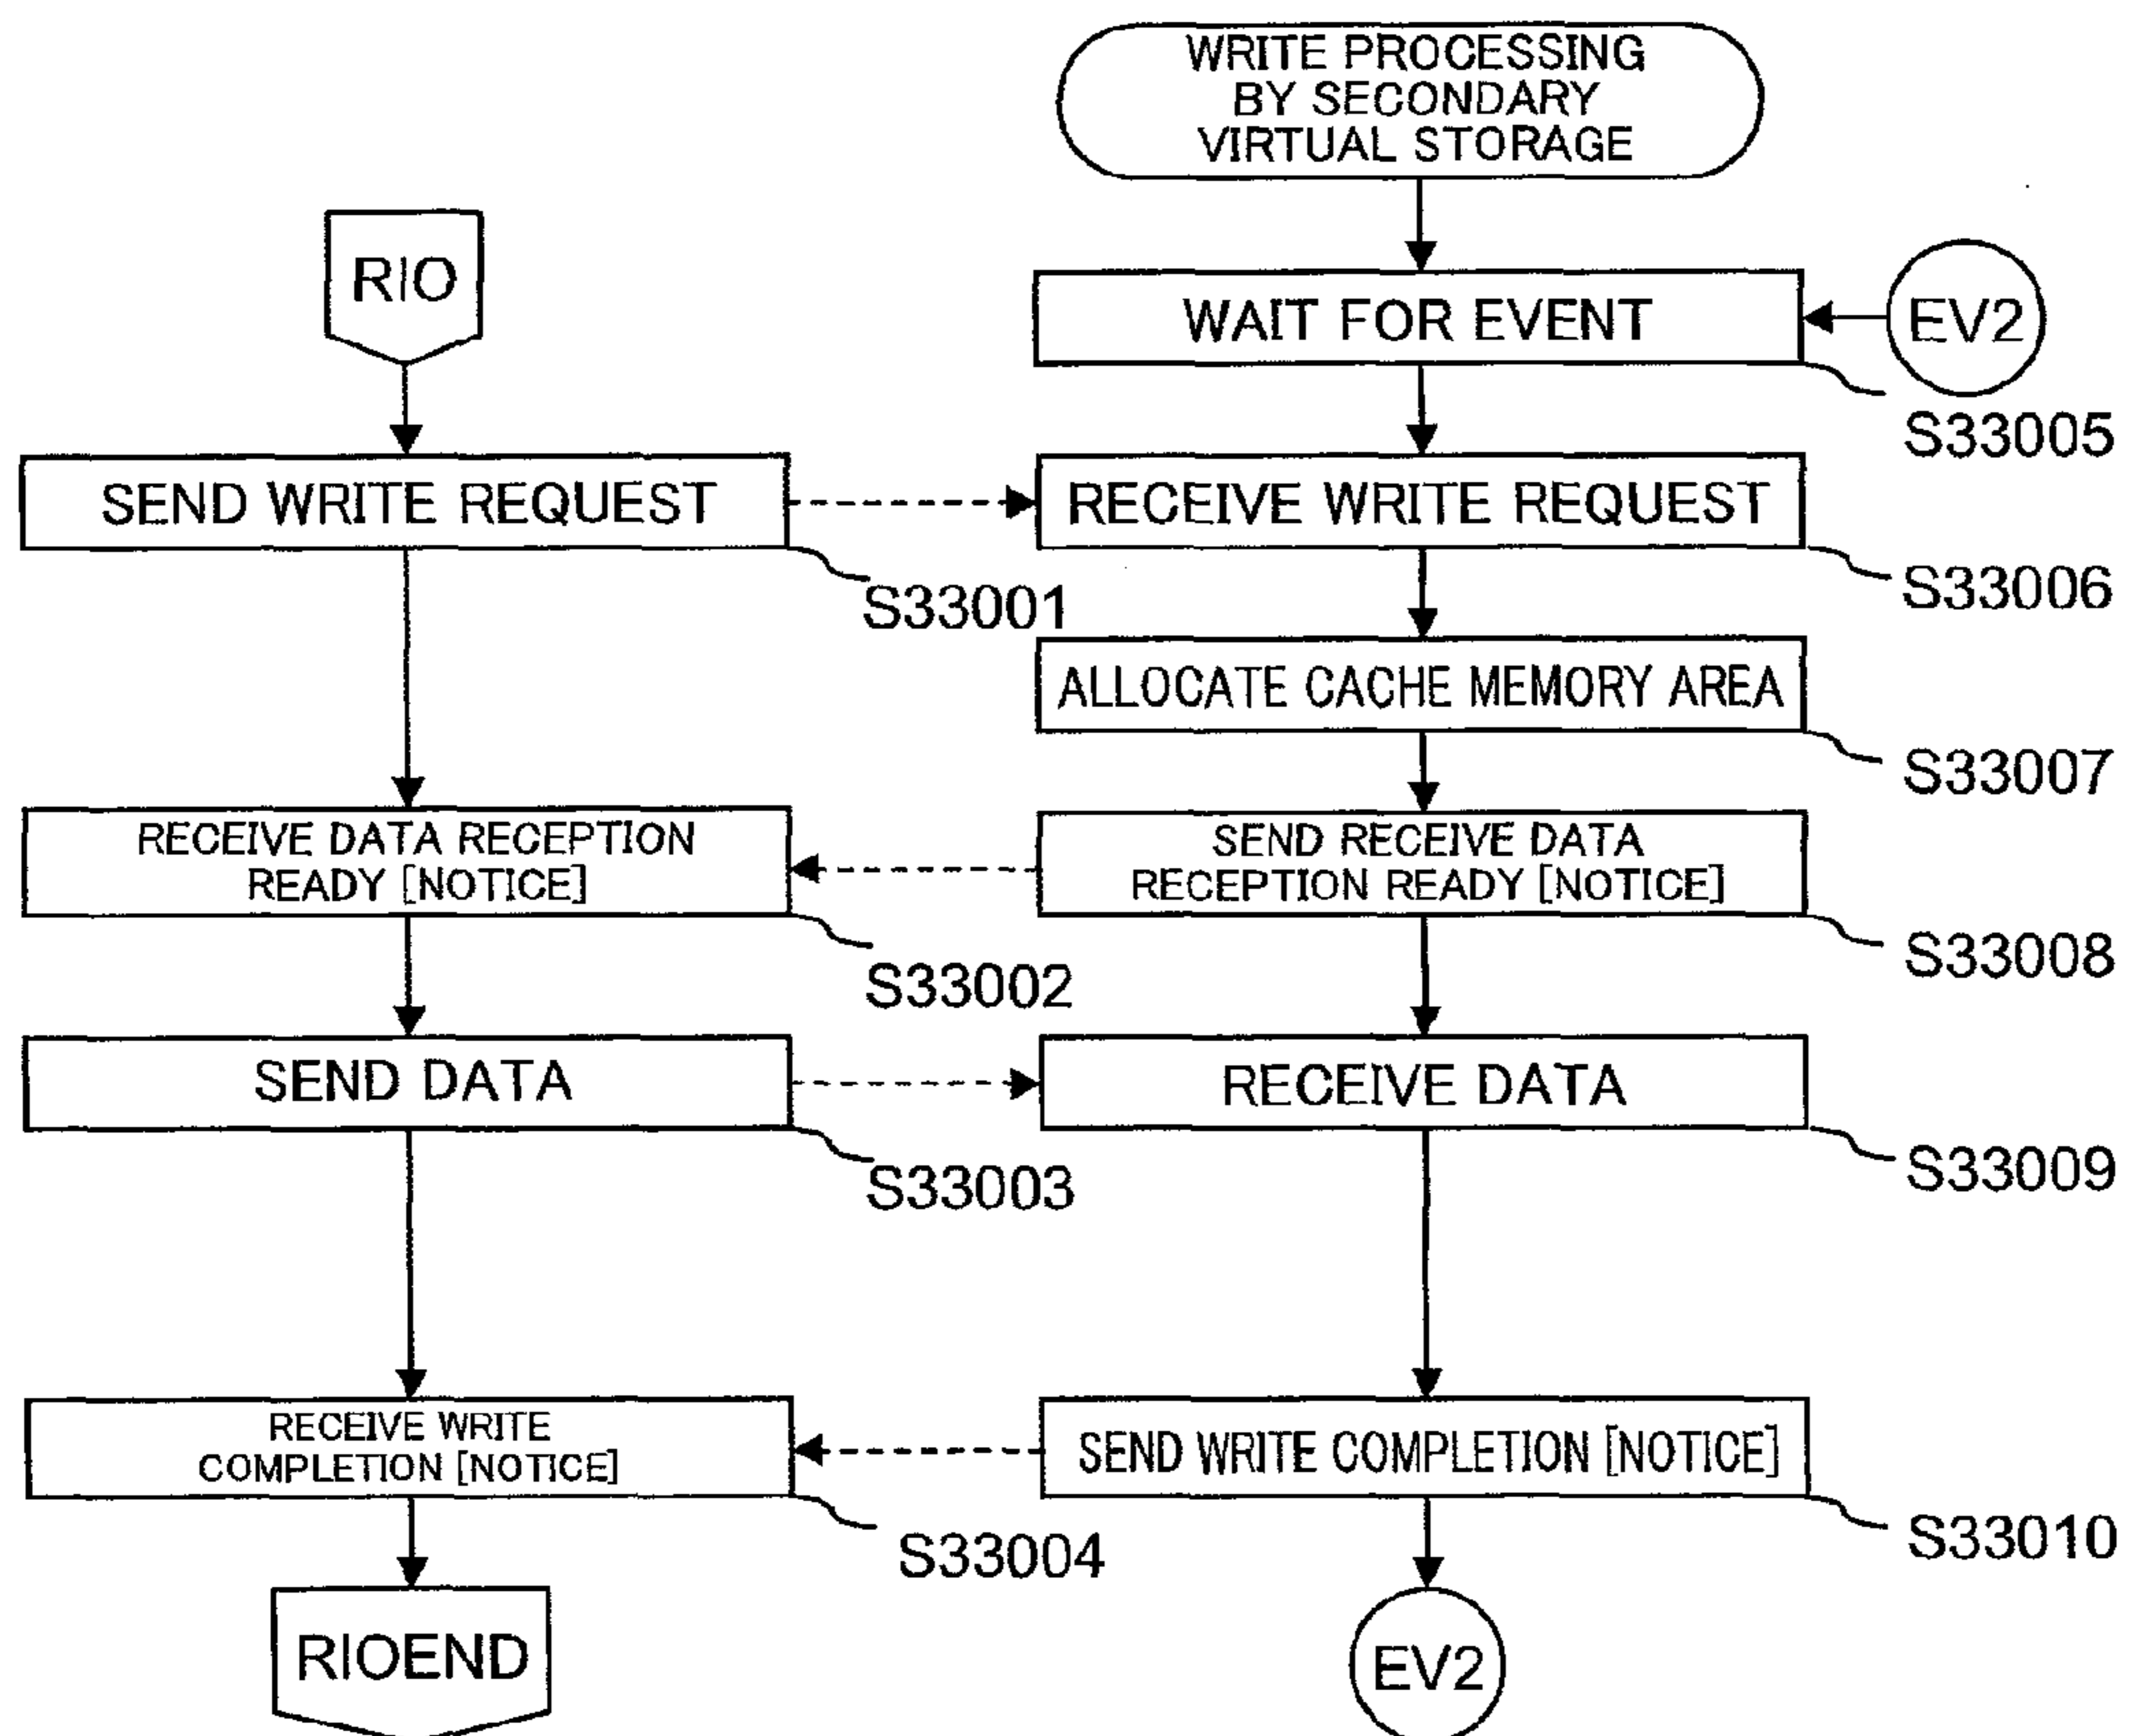 WRITE PROCESSING
BY SECONDARY
VIRTUAL STORAGE
RIO
WAIT FOR EVENT
EV2
S33005
SEND WRITE REQUEST
RECEIVE WRITE REQUEST
S33001
S33006
ALLOCATE CACHE MEMORY AREA
S33007
RECEIVE DATA RECEPTION
READY [NOTICE]
SEND RECEIVE DATA
RECEPTION READY [NOTICE]
S33002
S33008
SEND DATA
RECEIVE DATA
S33003
S33009
RECEIVE WRITE
COMPLETION [NOTICE]
SEND WRITE COMPLETION [NOTICE]
S33004
S33010
RIOEND
EV2